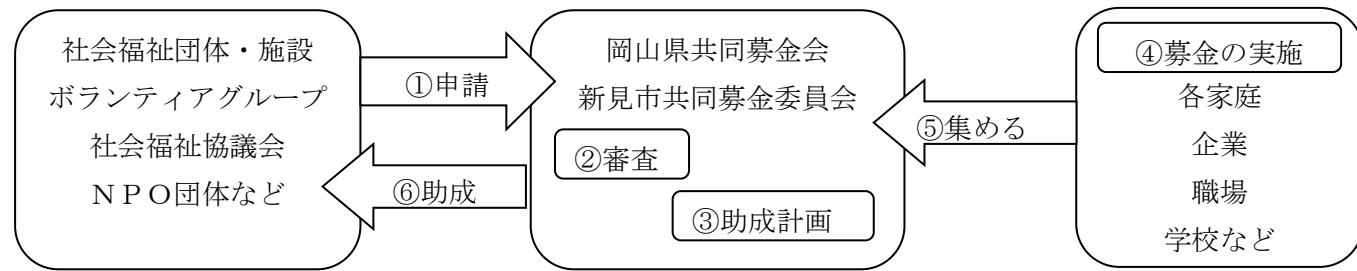 社会福祉団体・施設
ボランティアグループ
社会福祉協議会
ＮＰＯ団体など
①申請
⑥助成
岡山県共同募金会
新見市共同募金委員会
②審査
③助成計画
⑤集める
④募金の実施
各家庭
企業
職場
学校など